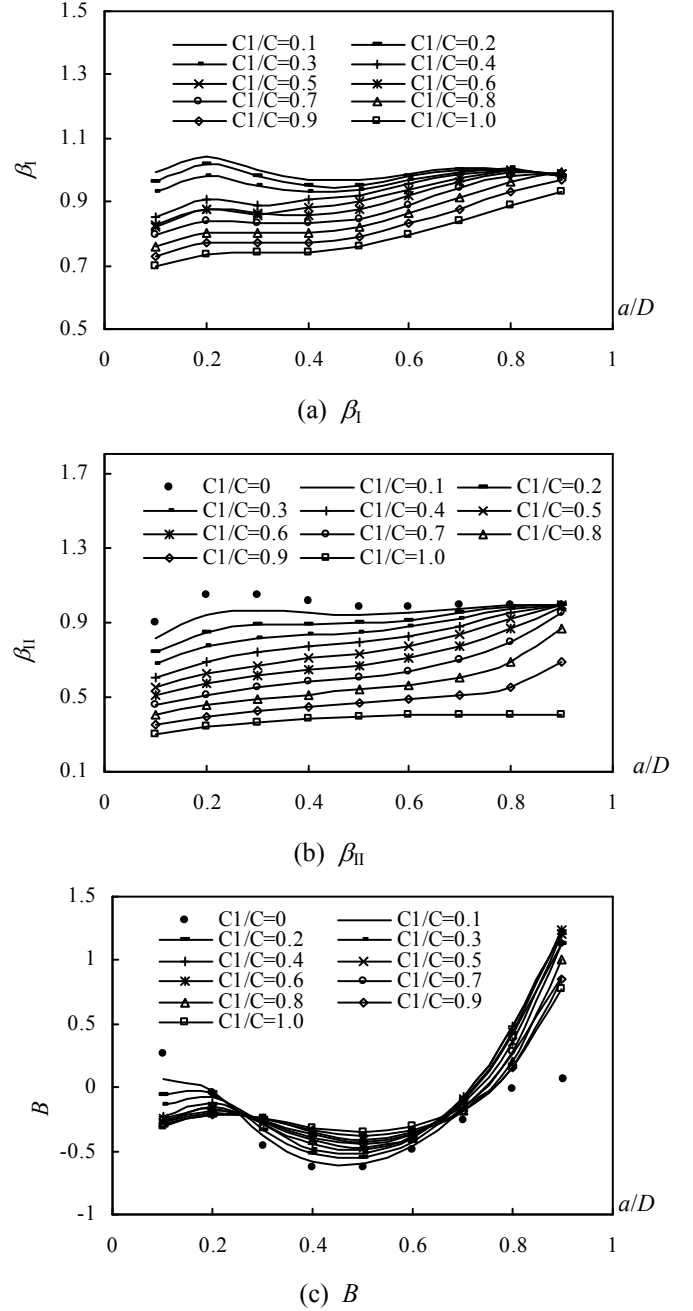 1.5
1.3
1.1
0.9
0.7
0.5
βI
C1/C=0.1 C1/C=0.2
C1/C=0.3 C1/C=0.4
C1/C=0.5 C1/C=0.6
C1/C=0.7 C1/C=0.8
C1/C=0.9 C1/C=1.0
a/D
0 0.2 0.4 0.6 0.8 1
(a) βI
1.7
1.3
0.9
0.5
0.1
βII
C1/C=0 C1/C=0.1 C1/C=0.2
C1/C=0.3 C1/C=0.4 C1/C=0.5
C1/C=0.6 C1/C=0.7 C1/C=0.8
C1/C=0.9 C1/C=1.0
a/D
0 0.2 0.4 0.6 0.8 1
(b) βII
1.5
1
0.5
0
-0.5
-1
B
C1/C=0 C1/C=0.1
C1/C=0.2 C1/C=0.3
C1/C=0.4 C1/C=0.5
C1/C=0.6 C1/C=0.7
C1/C=0.8 C1/C=0.9
C1/C=1.0
a/D
0 0.2 0.4 0.6 0.8 1
(c) B